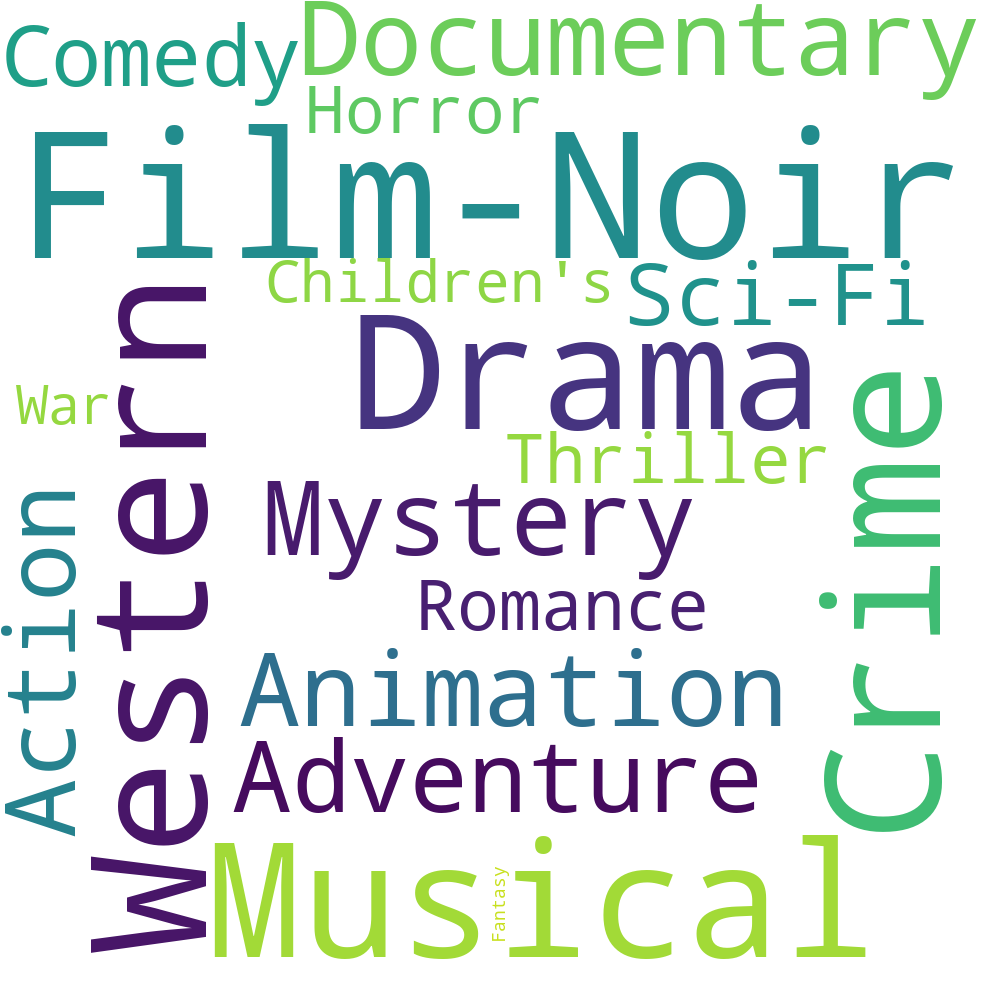 Comedy
Documentary
Horror
Film-Noir
Children's
Sci-Fi
Western
Drama
War
Crime
Thriller
Mystery
Action
Romance
Animation
Adventure
Musical
Fantasy